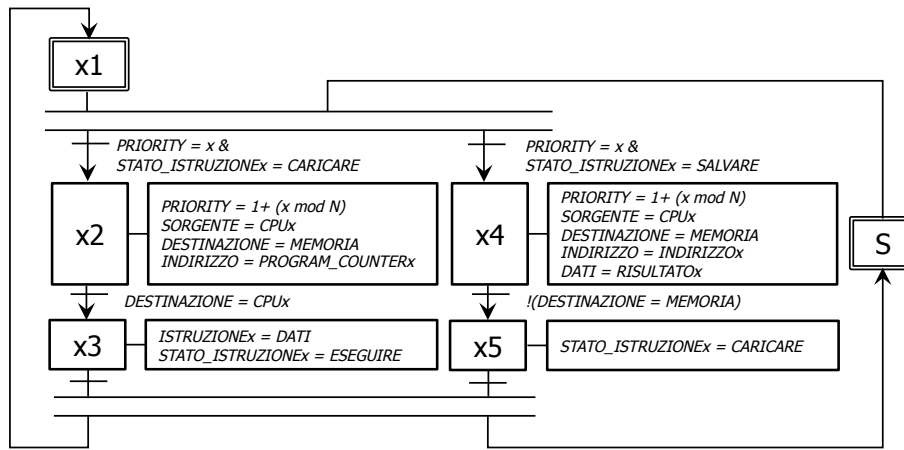 x1
PRIORITY = x &
STATO_ISTRUZIONEx = CARICARE
PRIORITY = x &
STATO_ISTRUZIONEx = SALVARE
x2
PRIORITY = 1+ (x mod N)
SORGENTE = CPUx
DESTINAZIONE = MEMORIA
INDIRIZZO = PROGRAM_COUNTERx
x4
PRIORITY = 1+ (x mod N)
SORGENTE = CPUx
DESTINAZIONE = MEMORIA
INDIRIZZO = INDIRIZZOx
DATI = RISULTATOx
S
DESTINAZIONE = CPUx
!(DESTINAZIONE = MEMORIA)
x3
ISTRUZIONEx = DATI
STATO_ISTRUZIONEx = ESEGUIRE
x5
STATO_ISTRUZIONEx = CARICARE